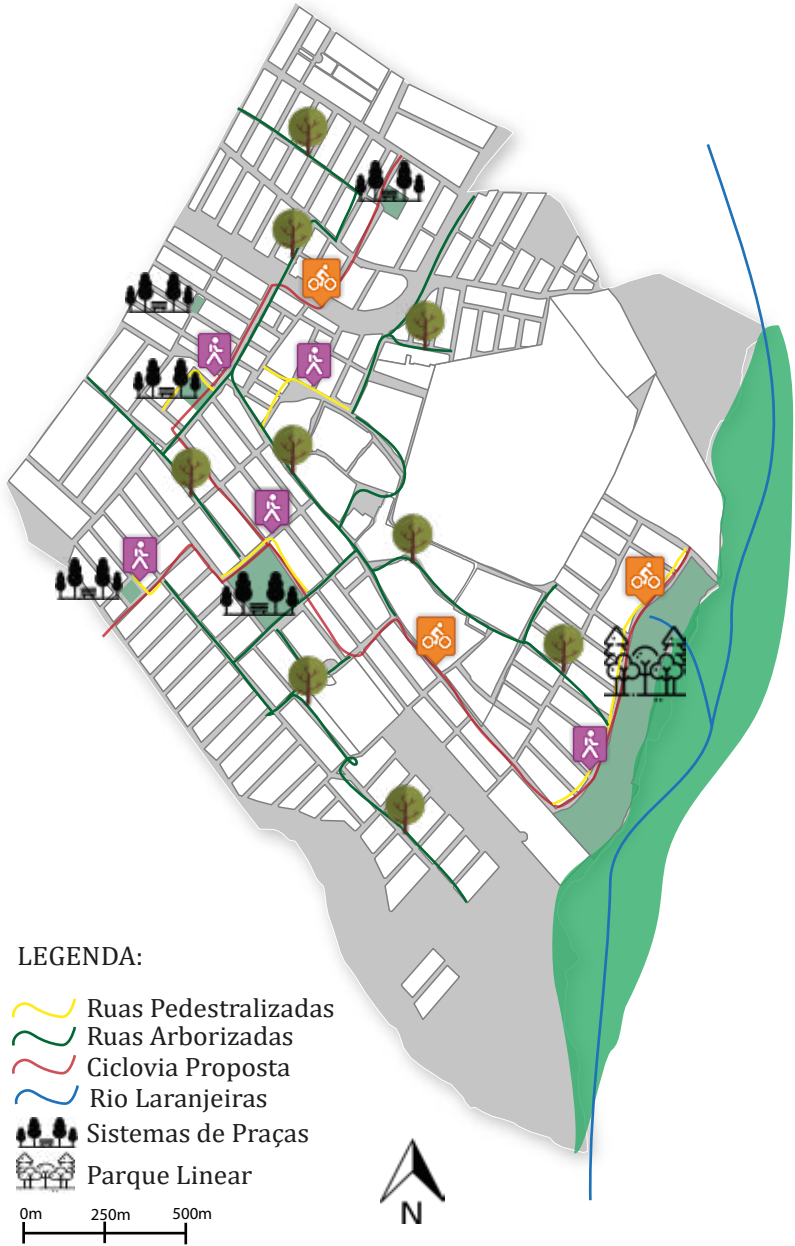 LEGENDA:
Ruas Pedestralizadas
Ruas Arborizadas
Ciclovia Proposta
Rio Laranjeiras
Sistemas de Praças
Parque Linear
0m 250m 500m
N